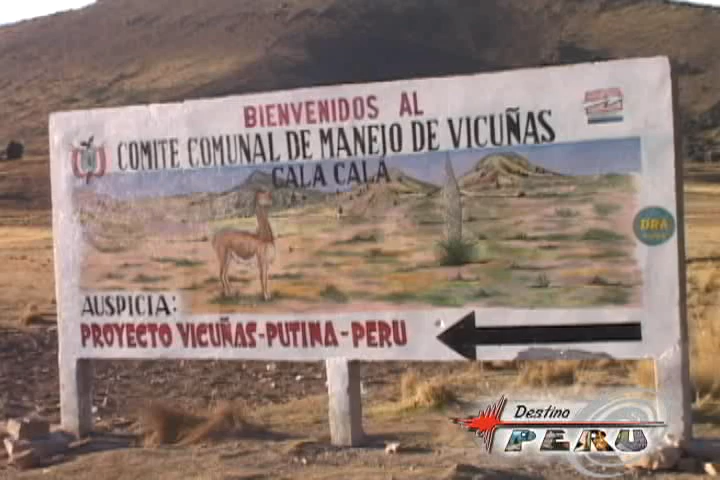 BIENVENIDOS AL
COMITE COMUNAL DE MANEJO DE VICUÑAS
CALA CALA
DRA
AUSPICIA:
PROYECTO VICUÑAS-PUTINA-PERU
Destino
PERU